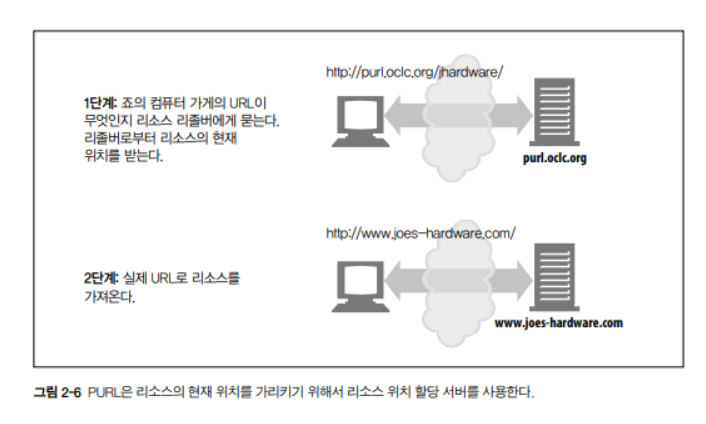 http://purl.oclc.org/jhardware/
1단계: 죠의 컴퓨터 가게의 URL이
무엇인지 리소스 리졸버에게 묻는다.
리졸버로부터 리소스의 현재
위치를 받는다.
purl.oclc.org
http://www.joes-hardware.com/
2단계: 실제 URL로 리소스를
가져온다.
www.joes-hardware.com
그림 2-6 PURL은 리소스의 현재 위치를 가리키기 위해서 리소스 위치 할당 서버를 사용한다.